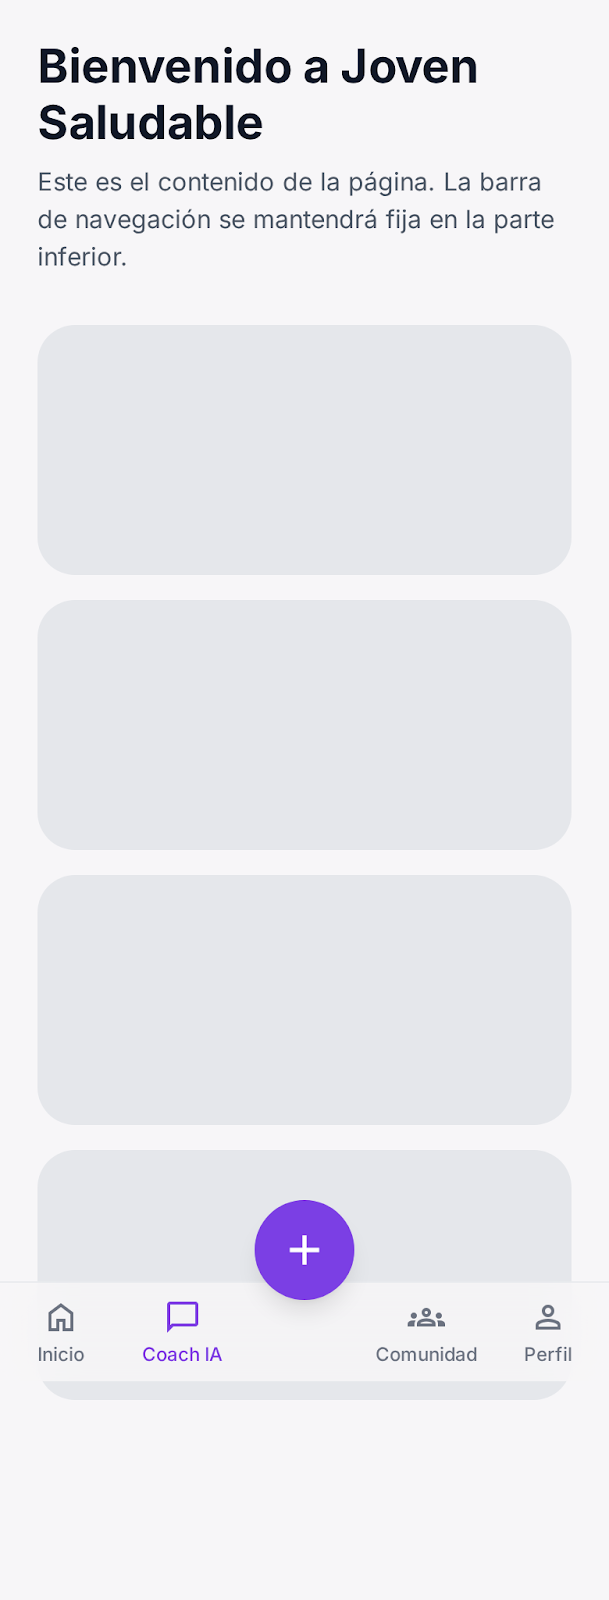 Bienvenido a Joven
Saludable
Este es el contenido de la página. La barra
de navegación se mantendrá fija en la parte
inferior.
Inicio
Coach IA
Comunidad
Perfil